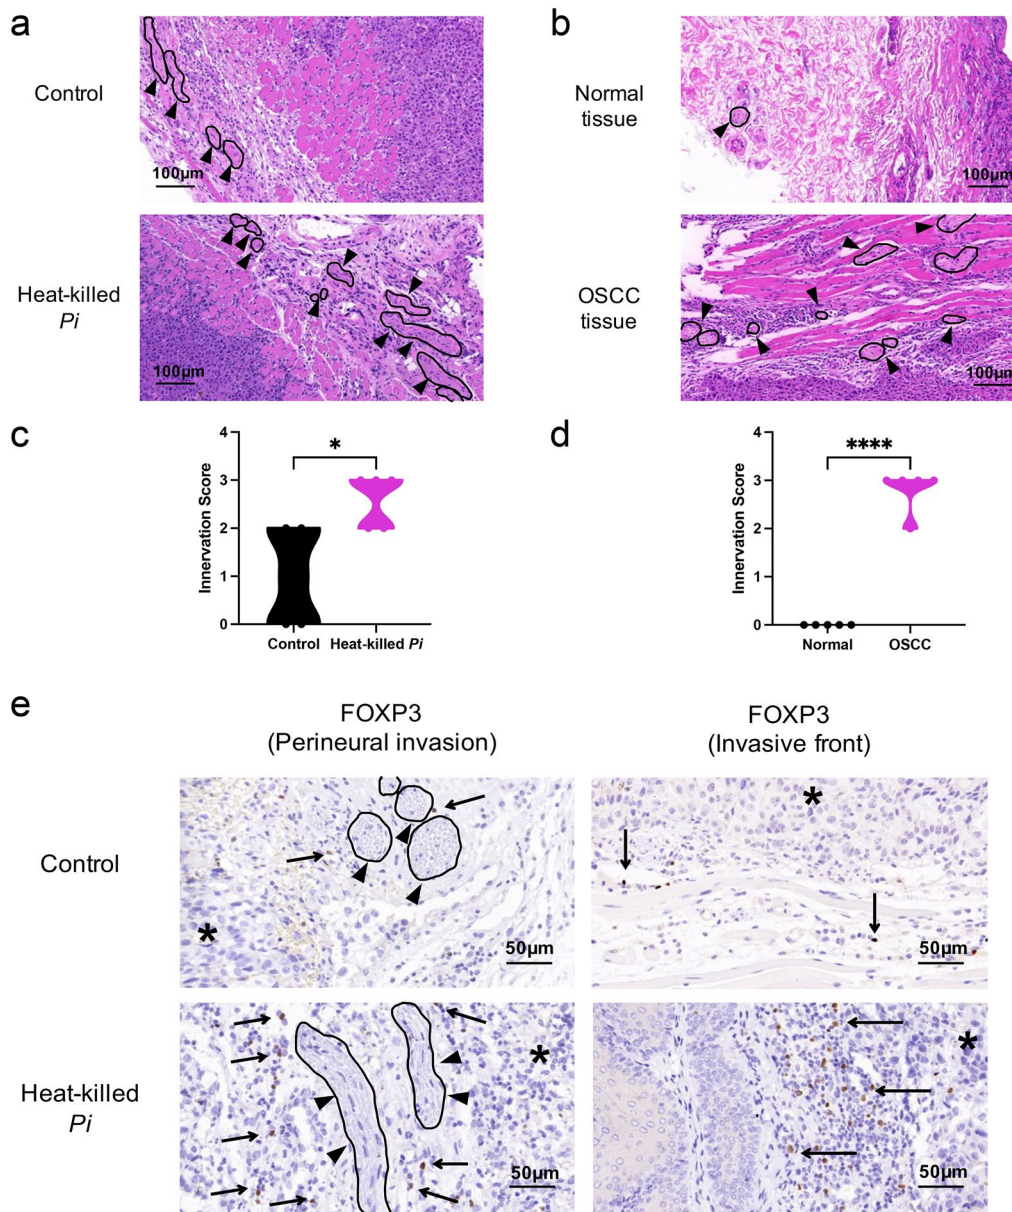 a
Control
100µm
Heat-killed
Pi
100µm
b
Normal
tissue
100µm
OSCC
tissue
100µm
c
Innervation Score
4
3
2
1
0
*
Control
Heat-killed Pi
d
Innervation Score
4
3
2
1
0
****
Normal
OSCC
e
FOXP3
(Perineural invasion)
FOXP3
(Invasive front)
Control
*
50µm
*
50µm
Heat-killed
Pi
*
50µm
*
50µm